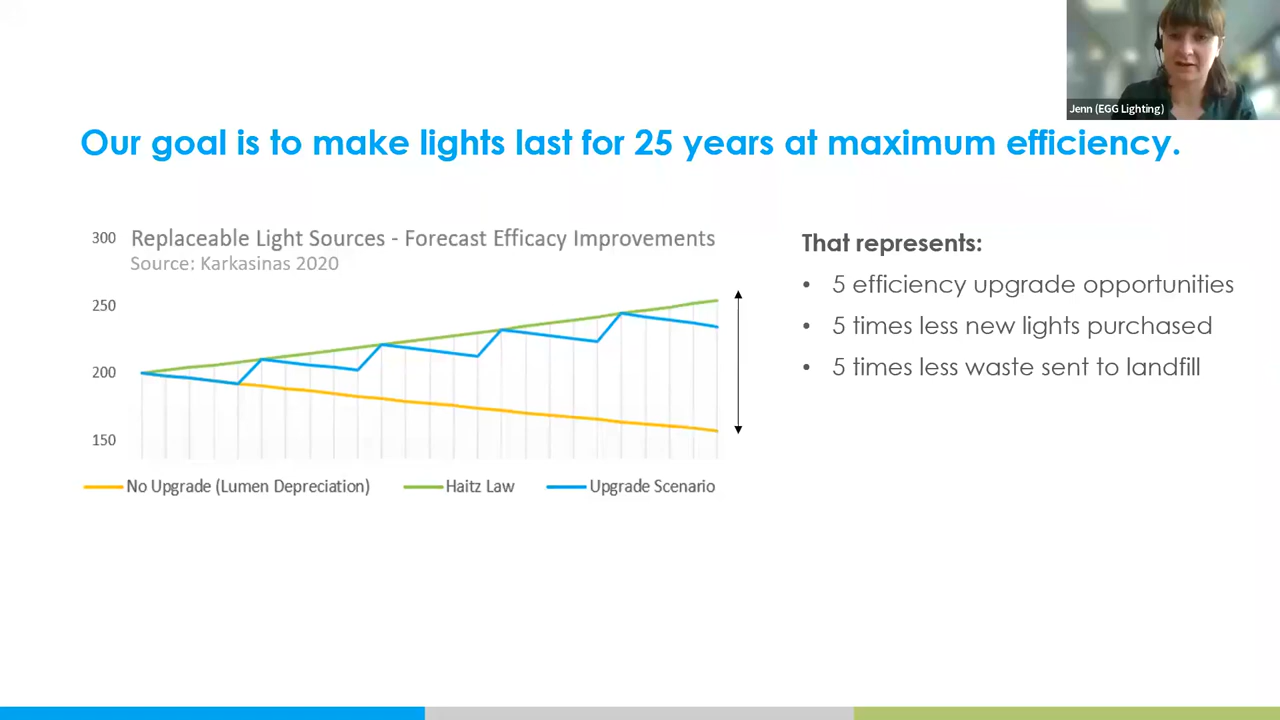 Jenn (EGG Lighting)
Our goal is to make lights last for 25 years at maximum efficiency.
300
Replaceable Light Sources - Forecast Efficacy Improvements
Source: Karkasinas 2020
250
200
150
No Upgrade (Lumen Depreciation)
Haitz Law
Upgrade Scenario
That represents:
• 5 efficiency upgrade opportunities
• 5 times less new lights purchased
• 5 times less waste sent to landfill